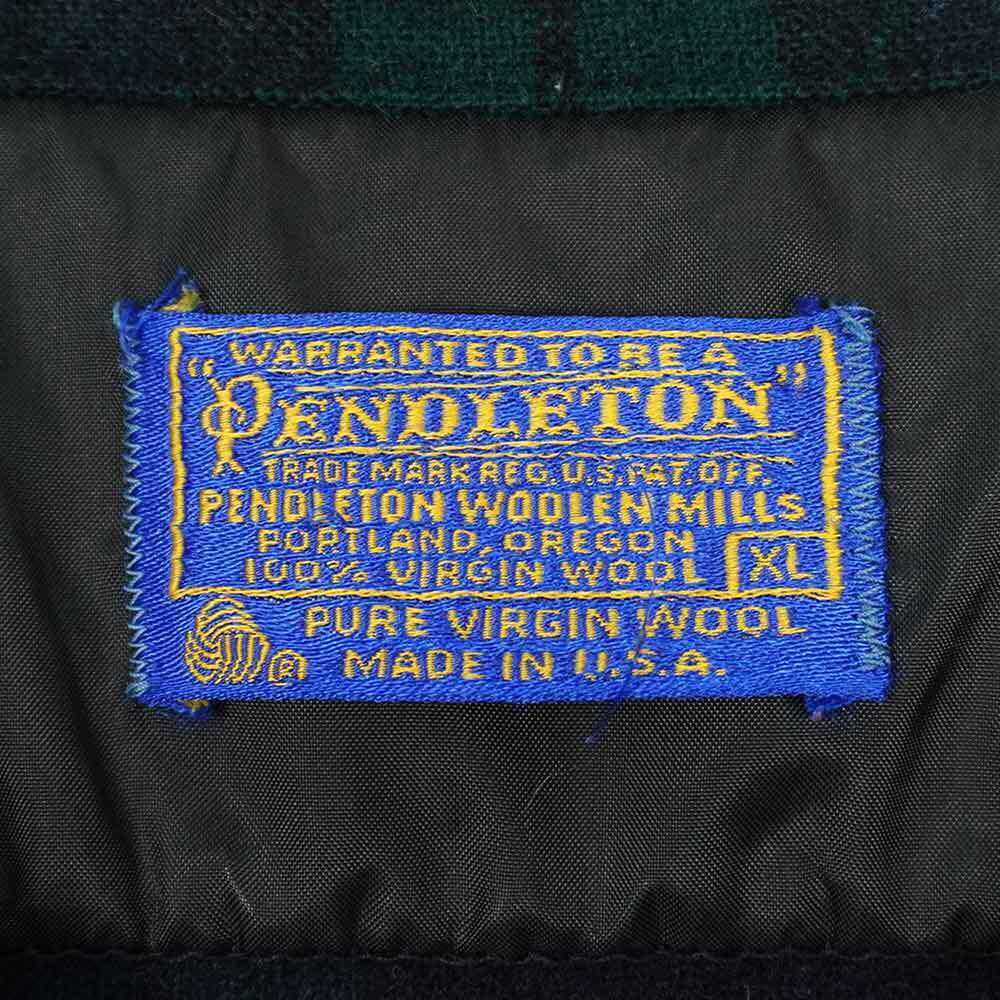 WARRANTED TO BE A
"PENDLETON"
TRADE MARK REG. U.S. PAT. OFF.
PENDLETON WOOLEN MILLS
PORTLAND, OREGON
100% VIRGIN WOOL XL
PURE VIRGIN WOOL
® MADE IN U.S.A.